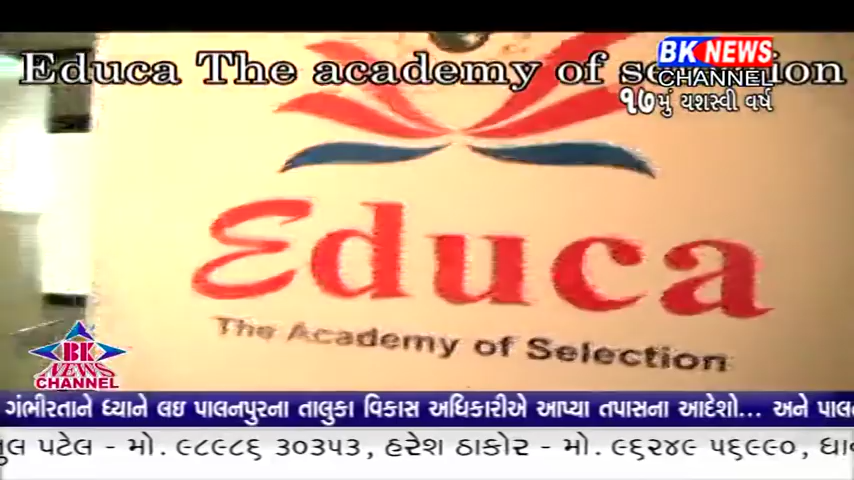 Educa The academy of selection
BK NEWS
CHANNEL
૧૭મું યશસ્વી વર્ષ
Educa
The Academy of Selection
BK
NEWS
CHANNEL
ગંભીરતાને ધ્યાને લઇ પાલનપુરના તાલુકા વિકાસ અધિકારીએ આપ્યા તપાસના આદેશો... અને
પટેલ - મો. ૯૮૯૮૬ ૩૦૩૫૩, હરેશ ઠાકોર - મો. ૯૬૨૪૯ ૫૬૯૯૦,